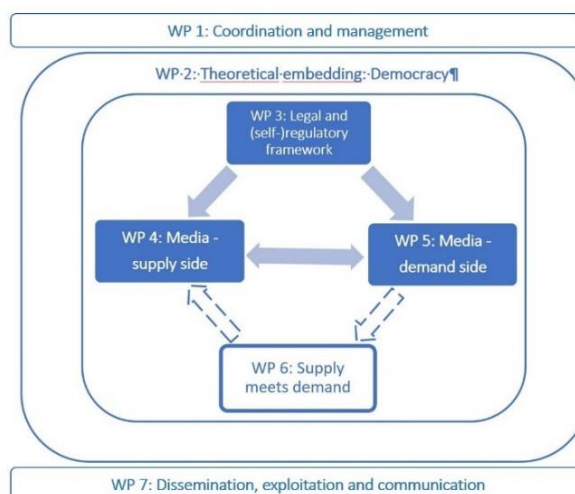 WP 1: Coordination and management
WP·2:·Theoretical·embedding:·Democracy¶
WP 3: Legal and
(self-)regulatory
framework
WP 4: Media -
supply side
WP 5: Media -
demand side
WP 6: Supply
meets demand
WP 7: Dissemination, exploitation and communication